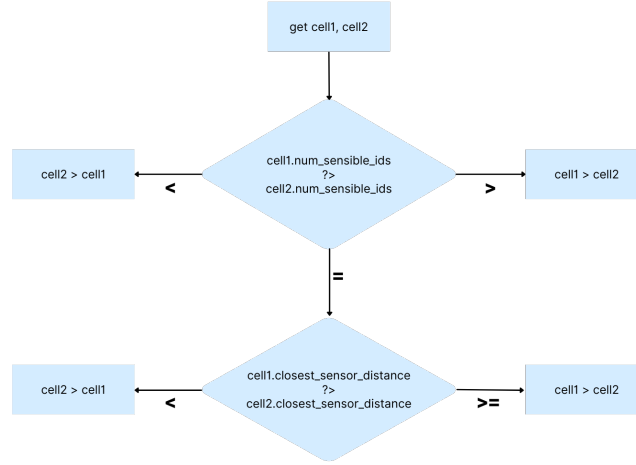 get cell1, cell2
cell1.num_sensible_ids
?>
cell2.num_sensible_ids
cell2 > cell1
<
>
cell1 > cell2
=
cell1.closest_sensor_distance
?>
cell2.closest_sensor_distance
cell2 > cell1
<
>=
cell1 > cell2